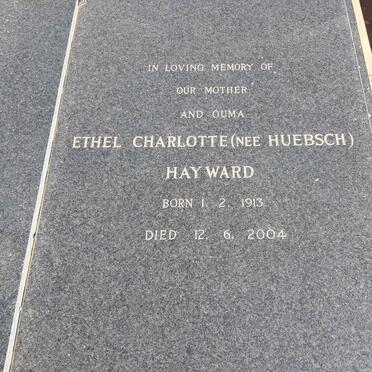 IN LOVING MEMORY OF
OUR MOTHER
AND OUMA
ETHEL CHARLOTTE (NEE HUEBSCH)
HAYWARD
BORN 1. 2. 1913
DIED 12. 6. 2004